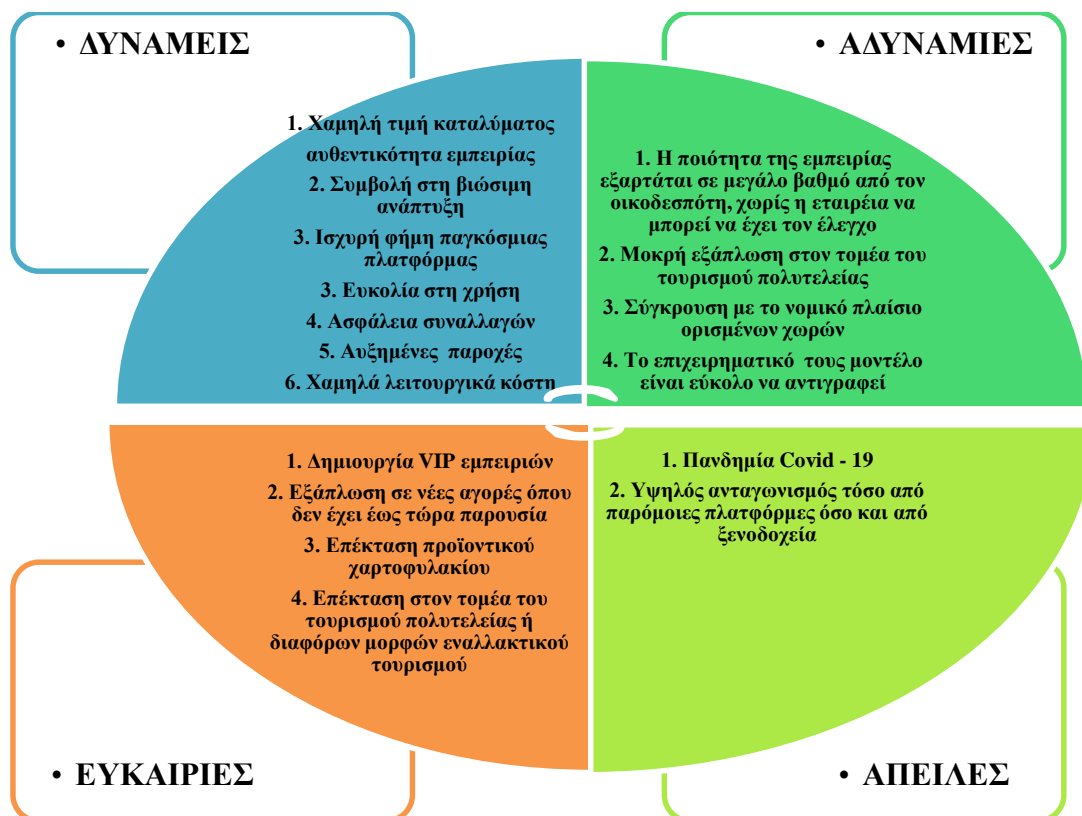 • ΔΥΝΑΜΕΙΣ
1. Χαμηλή τιμή καταλύματος
αυθεντικότητα εμπειρίας
2. Συμβολή στη βιώσιμη
ανάπτυξη
3. Ισχυρή φήμη παγκόσμιας
πλατφόρμας
3. Ευκολία στη χρήση
4. Ασφάλεια συναλλαγών
5. Αυξημένες παροχές
6. Χαμηλά λειτουργικά κόστη
• ΑΔΥΝΑΜΙΕΣ
1. Η ποιότητα της εμπειρίας
εξαρτάται σε μεγάλο βαθμό από τον
οικοδεσπότη, χωρίς η εταιρέια να
μπορεί να έχει τον έλεγχο
2. Μοκρή εξάπλωση στον τομέα του
τουρισμού πολυτελείας
3. Σύγκρουση με το νομικό πλαίσιο
ορισμένων χωρών
4. Το επιχειρηματικό τους μοντέλο
είναι εύκολο να αντιγραφεί
1. Δημιουργία VIP εμπειριών
2. Εξάπλωση σε νέες αγορές όπου
δεν έχει έως τώρα παρουσία
3. Επέκταση προϊοντικού
χαρτοφυλακίου
4. Επέκταση στον τομέα του
τουρισμού πολυτελείας ή
διαφόρων μορφών εναλλακτικού
τουρισμού
• ΕΥΚΑΙΡΙΕΣ
1. Πανδημία Covid - 19
2. Υψηλός ανταγωνισμός τόσο από
παρόμοιες πλατφόρμες όσο και από
ξενοδοχεία
• ΑΠΕΙΛΕΣ